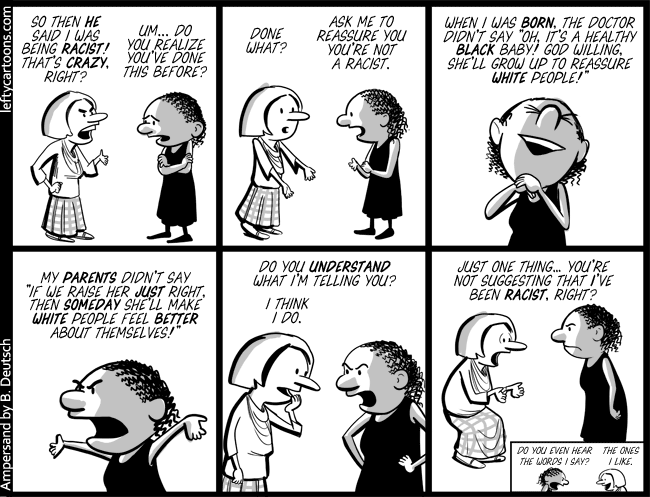 leftycartoons.com
SO THEN HE
SAID I WAS
BEING RACIST!
THAT'S CRAZY,
RIGHT?
UM... DO
YOU REALIZE
YOU'VE DONE
THIS BEFORE?
DONE
WHAT?
ASK ME TO
REASSURE YOU
YOU'RE NOT
A RACIST.
WHEN I WAS BORN, THE DOCTOR
DIDN'T SAY "OH, IT'S A HEALTHY
BLACK BABY! GOD WILLING,
SHE'LL GROW UP TO REASSURE
WHITE PEOPLE!"
MY PARENTS DIDN'T SAY
"IF WE RAISE HER JUST RIGHT,
THEN SOMEDAY SHE'LL MAKE
WHITE PEOPLE FEEL BETTER
ABOUT THEMSELVES!"
DO YOU UNDERSTAND
WHAT I'M TELLING YOU?
I THINK
I DO.
JUST ONE THING... YOU'RE
NOT SUGGESTING THAT I'VE
BEEN RACIST, RIGHT?
DO YOU EVEN HEAR
THE WORDS I SAY?
THE ONES
I LIKE.
Ampersand by B. Deutsch